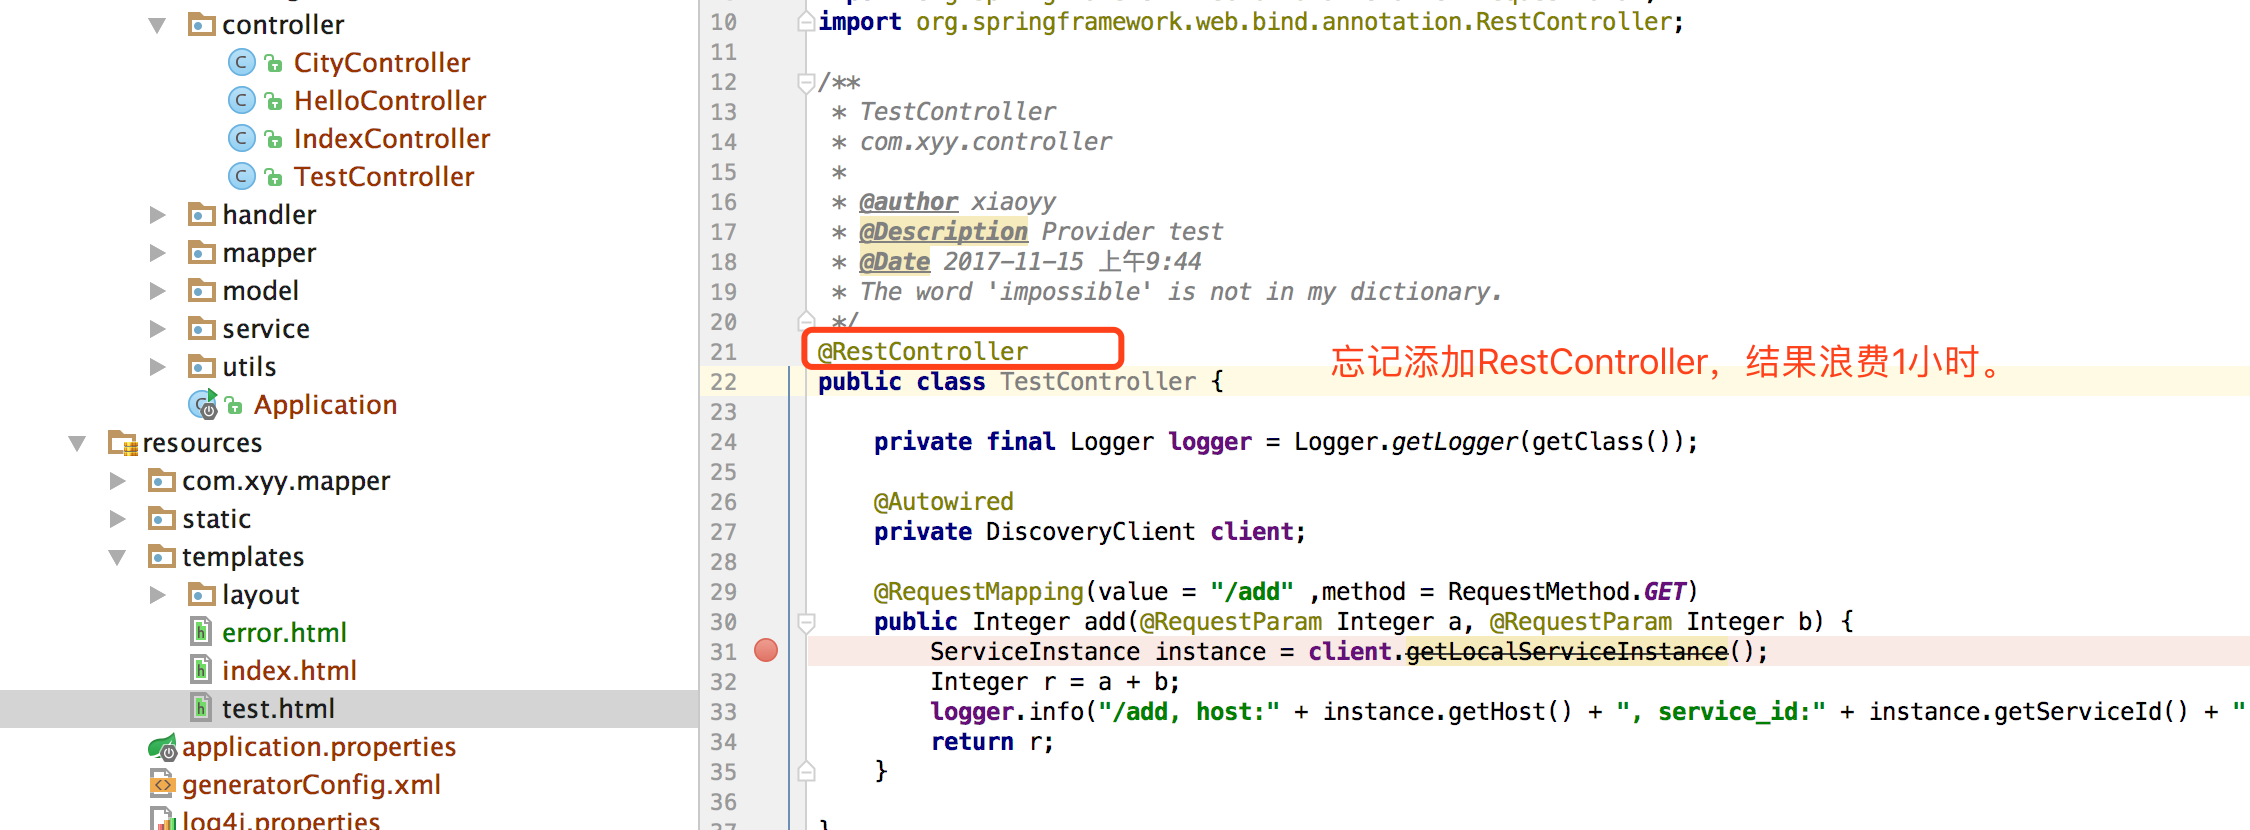 controller
CityController
HelloController
IndexController
TestController
handler
mapper
model
service
utils
Application
resources
com.xyy.mapper
static
templates
layout
error.html
index.html
test.html
application.properties
generatorConfig.xml
log4j.properties
10 import org.springframework.web.bind.annotation.RestController;
11
12 /**
13 * TestController
14 * com.xyy.controller
15 *
16 * @author xiaoyy
17 * @Description Provider test
18 * @Date 2017-11-15 上午9:44
19 * The word 'impossible' is not in my dictionary.
20 */
21 @RestController
忘记添加RestController，结果浪费1小时。
22 public class TestController {
23
24 private final Logger logger = Logger.getLogger(getClass());
25
26 @Autowired
27 private DiscoveryClient client;
28
29 @RequestMapping(value = "/add" ,method = RequestMethod.GET)
30 public Integer add(@RequestParam Integer a, @RequestParam Integer b) {
31 ServiceInstance instance = client.getLocalServiceInstance();
32 Integer r = a + b;
33 logger.info("/add, host:" + instance.getHost() + ", service_id:" + instance.getServiceId() + "
34 return r;
35 }
36
37 }